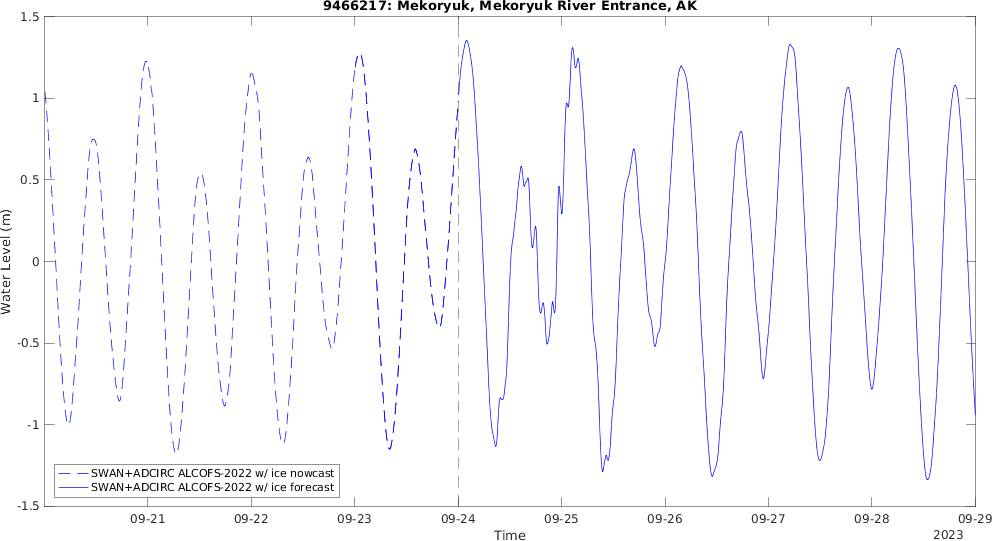 9466217: Mekoryuk, Mekoryuk River Entrance, AK
1.5
1
0.5
0
-0.5
-1
-1.5
Water Level (m)
SWAN+ADCIRC ALCOFS-2022 w/ ice nowcast
SWAN+ADCIRC ALCOFS-2022 w/ ice forecast
09-21 09-22 09-23 09-24 09-25 09-26 09-27 09-28 09-29
Time
2023